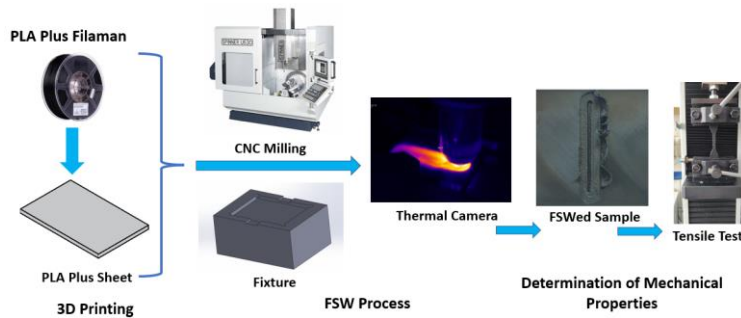 PLA Plus Filaman
PLA Plus Sheet
3D Printing
CNC Milling
Fixture
FSW Process
Thermal Camera
FSWed Sample
Tensile Test
Determination of Mechanical
Properties